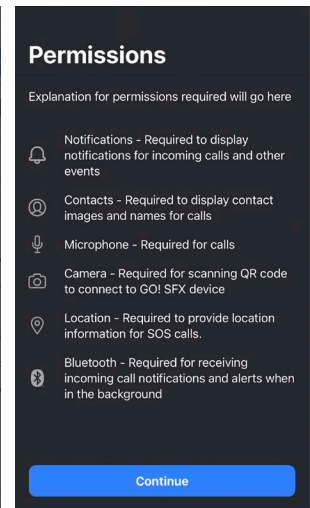 Permissions
Explanation for permissions required will go here
Notifications - Required to display
notifications for incoming calls and other
events
Contacts - Required to display contact
images and names for calls
Microphone - Required for calls
Camera - Required for scanning QR code
to connect to GO! SFX device
Location - Required to provide location
information for SOS calls.
Bluetooth - Required for receiving
incoming call notifications and alerts when
in the background
Continue